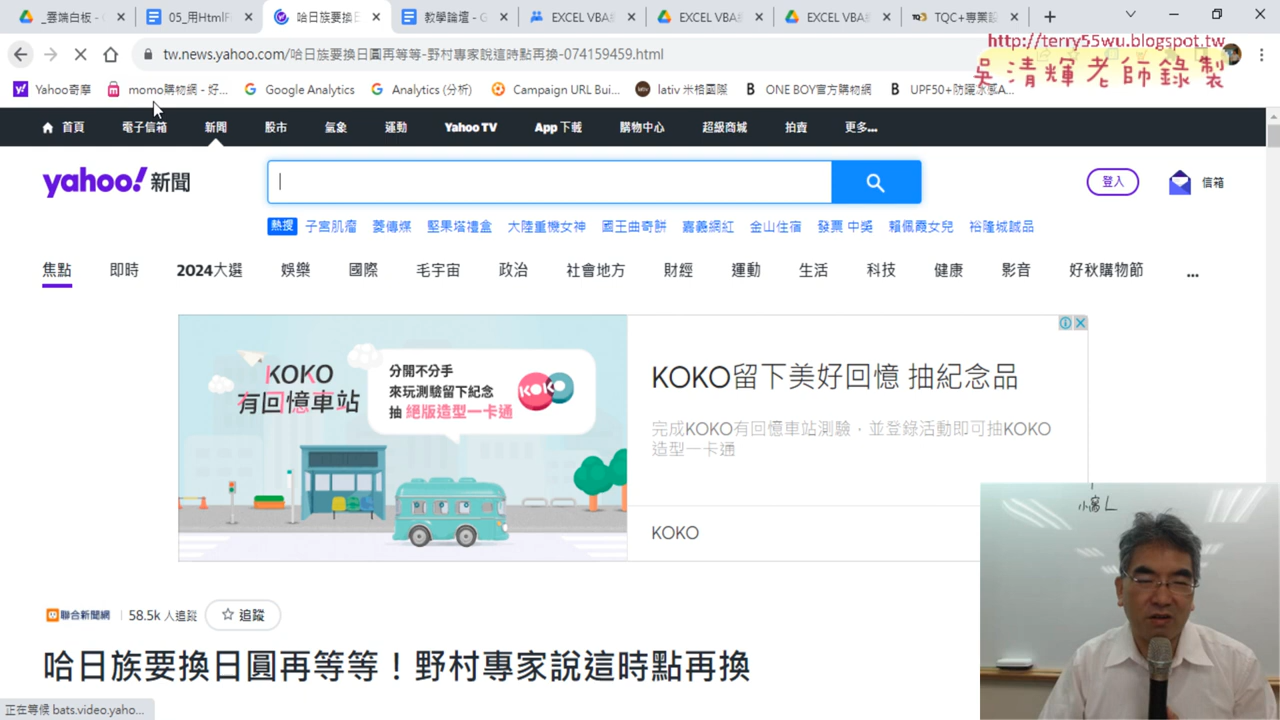 _雲端白板 - G
05_用HtmlFi
哈日族要換日
教學論壇 - G
EXCEL VBA
EXCEL VBA
EXCEL VBA
TQC+專業設
tw.news.yahoo.com/哈日族要換日圓再等等-野村專家說這時點再換-074159459.html
http://terry55wu.blogspot.tw
吳清輝老師錄製
Yahoo奇摩
momo購物網 - 好...
Google Analytics
Analytics (分析)
Campaign URL Bui...
lativ 米格國際
ONE BOY官方購物網
UPF50+防曬冰感A...
首頁
電子信箱
新聞
股市
氣象
運動
Yahoo TV
App 下載
購物中心
超級商城
拍賣
更多...
yahoo!新聞
登入
信箱
熱搜 子宮肌瘤 菱傳媒 堅果塔禮盒 大陸重機女神 國王曲奇餅 嘉義網紅 金山住宿 發票 中獎 賴佩霞女兒 裕隆城誠品
焦點 即時 2024大選 娛樂 國際 毛宇宙 政治 社會地方 財經 運動 生活 科技 健康 影音 好秋購物節 ...
KOKO
有回憶車站
分開不分手
來玩測驗留下紀念
抽 絕版造型一卡通
KOKO
KOKO留下美好回憶 抽紀念品
完成KOKO有回憶車站測驗，並登錄活動即可抽KOKO
造型一卡通
KOKO
聯合新聞網
58.5k 人追蹤
追蹤
哈日族要換日圓再等等！野村專家說這時點再換
正在等候 bats.video.yaho...